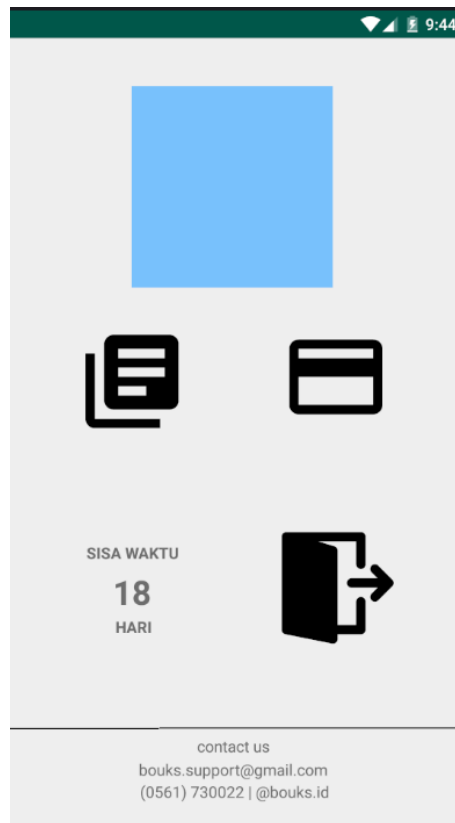 9:44
SISA WAKTU
18
HARI
contact us
bouks.support@gmail.com
(0561) 730022 | @bouks.id